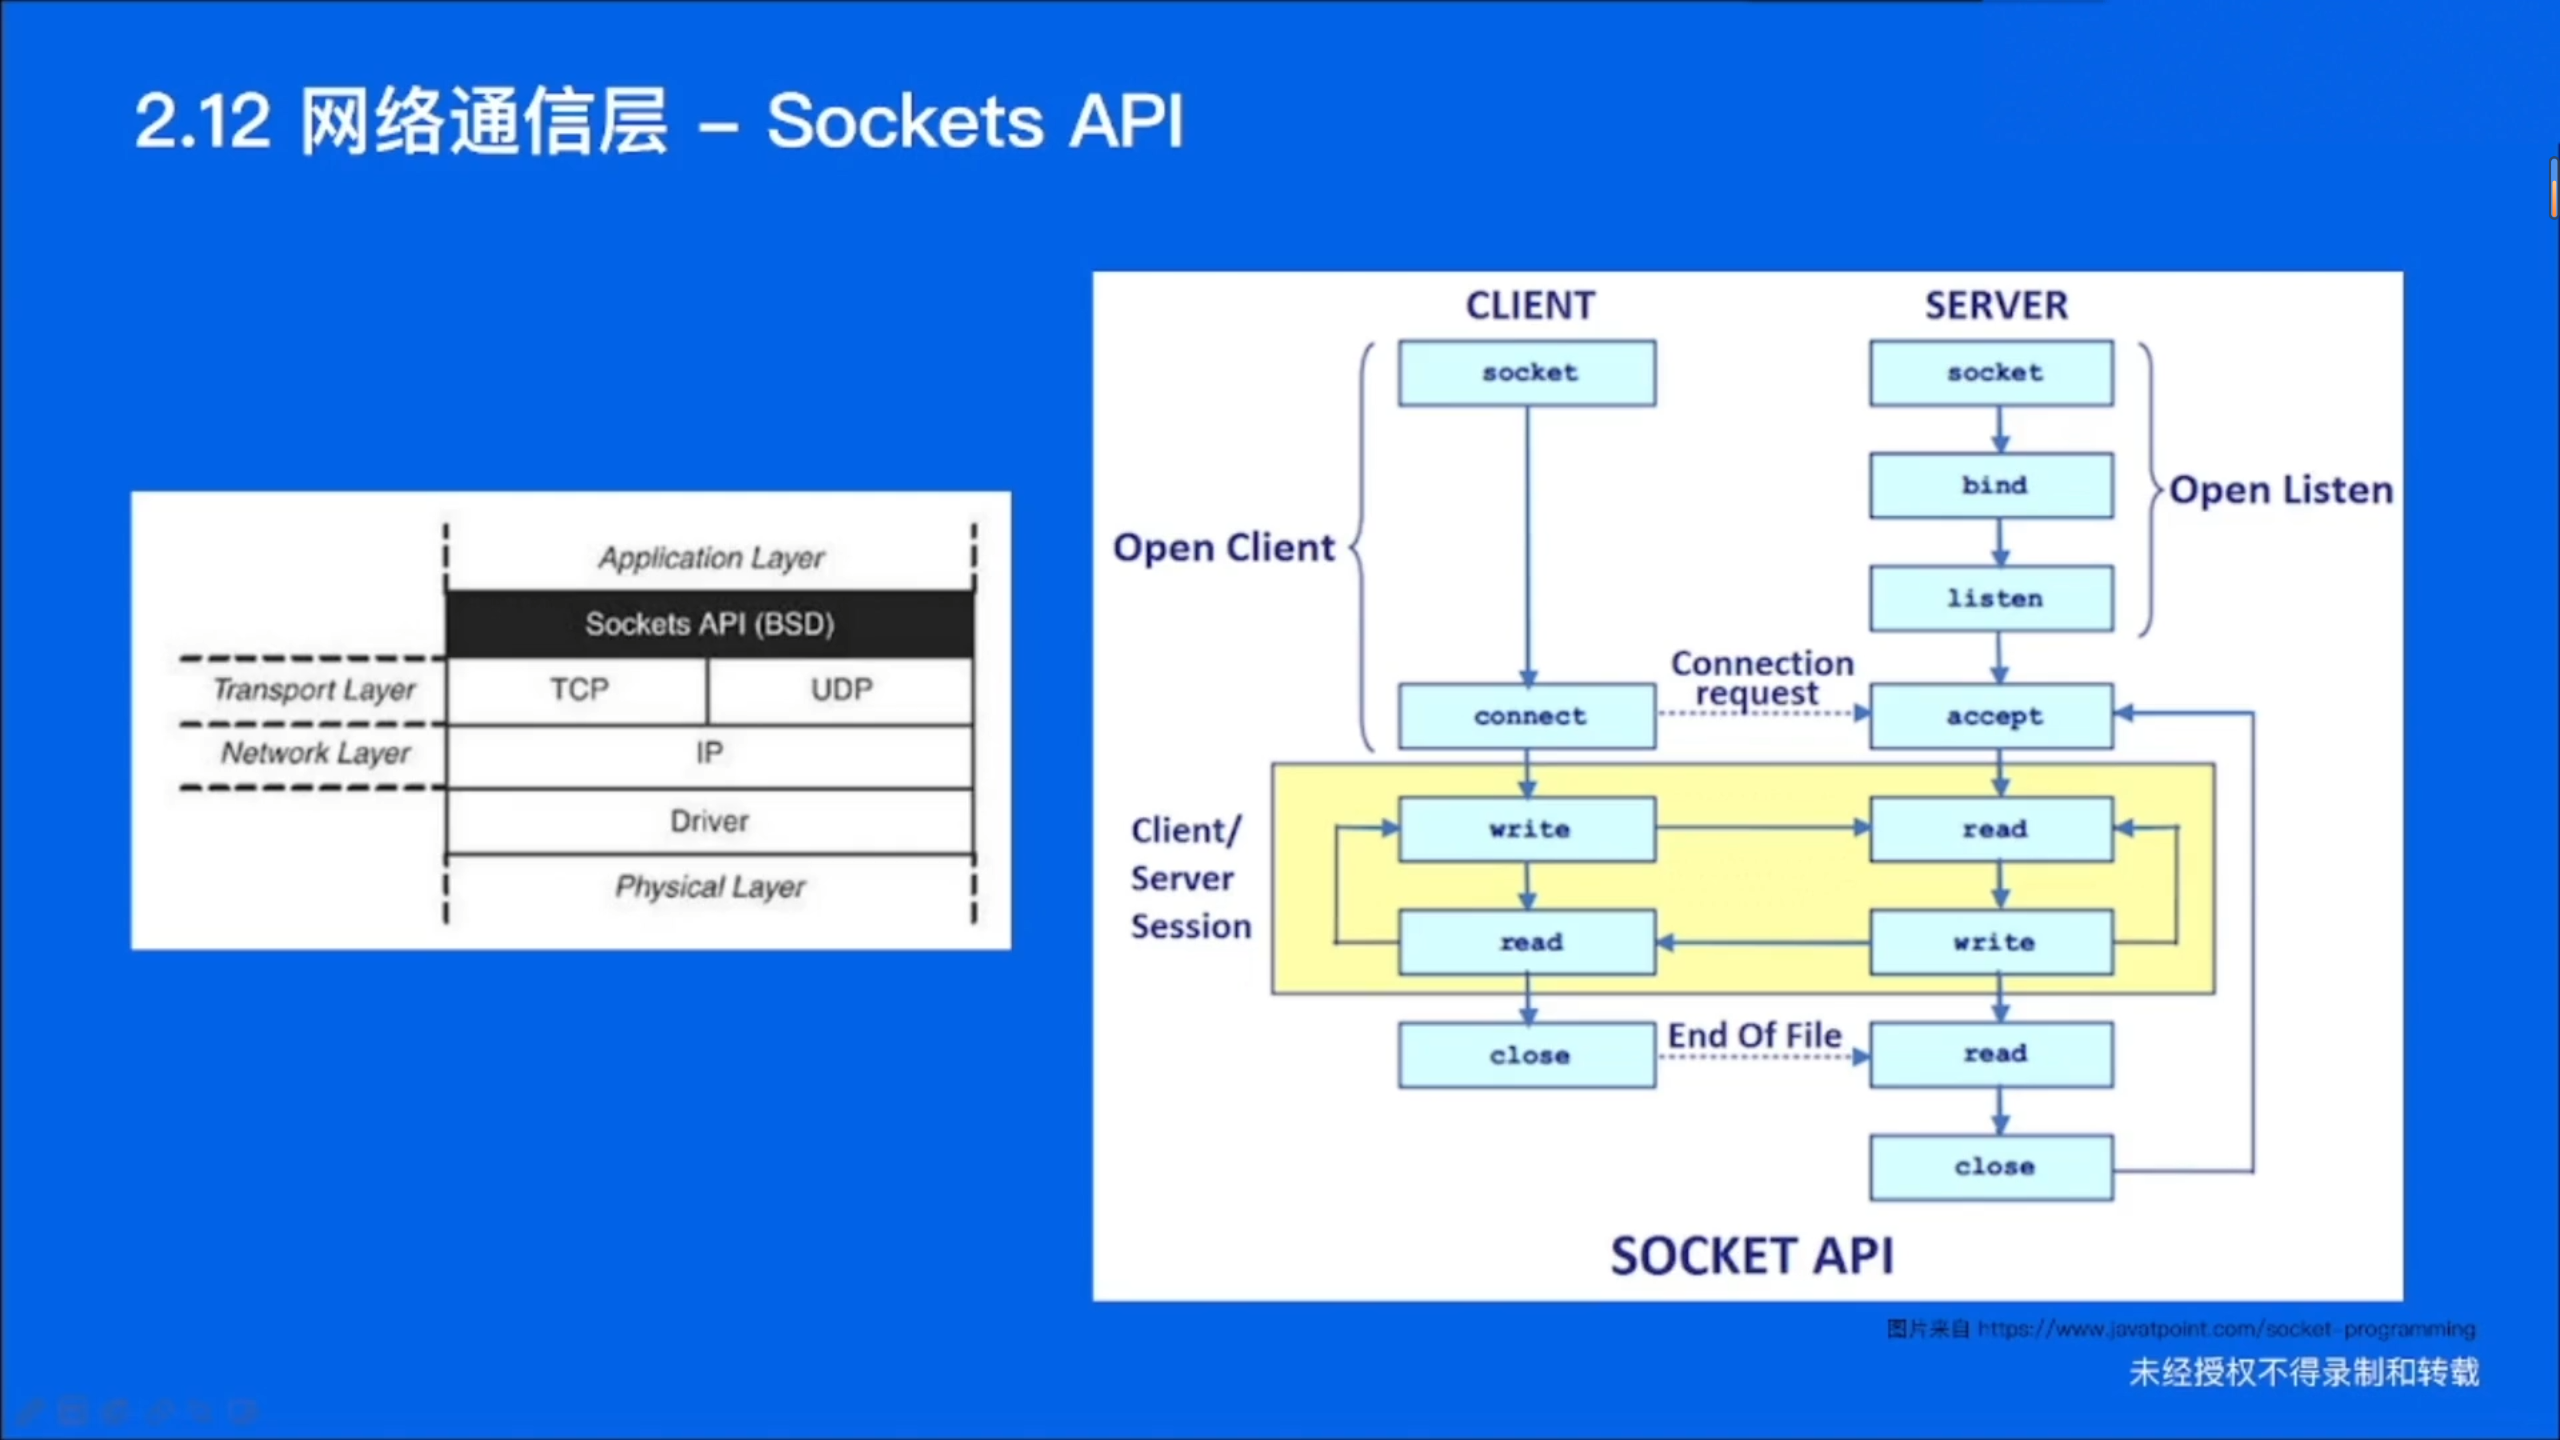 2.12 网络通信层 – Sockets API
Application Layer
Sockets API (BSD)
Transport Layer
TCP
UDP
Network Layer
IP
Driver
Physical Layer
CLIENT
SERVER
socket
socket
bind
Open Listen
Open Client
listen
Connection
request
connect
accept
Client/
Server
Session
write
read
read
write
End Of File
close
read
close
SOCKET API
图片来自 https://www.javatpoint.com/socket-programming
未经授权不得录制和转载